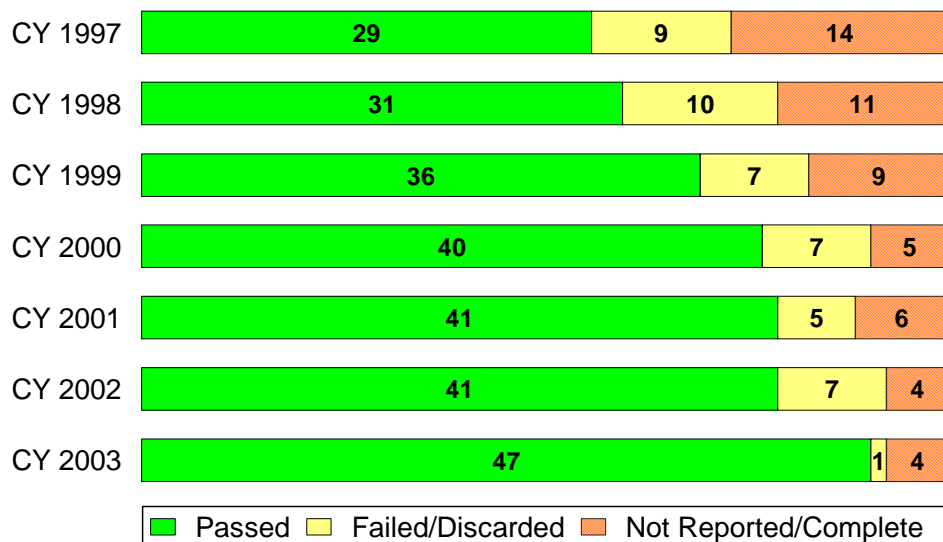 CY 1997 29 9 14
CY 1998 31 10 11
CY 1999 36 7 9
CY 2000 40 7 5
CY 2001 41 5 6
CY 2002 41 7 4
CY 2003 47 1 4
Passed Failed/Discarded Not Reported/Complete